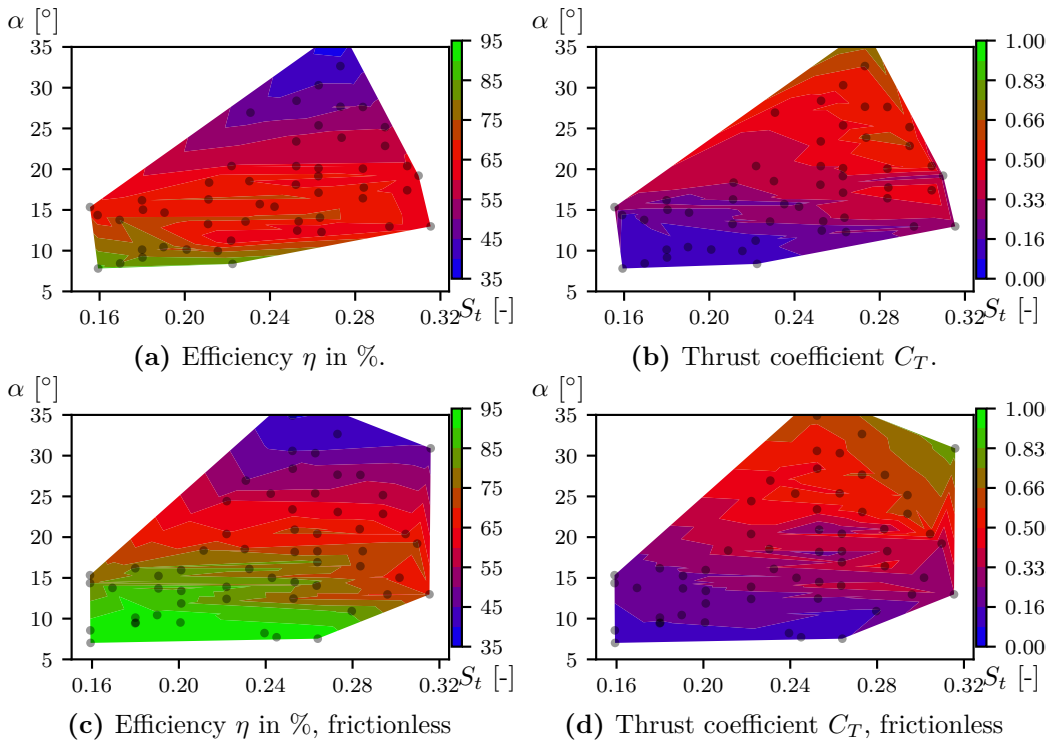 α [°] α [°]
35 95 35 1.00
30 85 30 0.83
25 75 25 0.66
20 65 20 0.50
15 55 15 0.33
10 45 10 0.16
5 35 5 0.00
0.16 0.20 0.24 0.28 0.32 S_t [-] 0.16 0.20 0.24 0.28 0.32 S_t [-]
(a) Efficiency η in %. (b) Thrust coefficient C_T.
α [°] α [°]
35 95 35 1.00
30 85 30 0.83
25 75 25 0.66
20 65 20 0.50
15 55 15 0.33
10 45 10 0.16
5 35 5 0.00
0.16 0.20 0.24 0.28 0.32 S_t [-] 0.16 0.20 0.24 0.28 0.32 S_t [-]
(c) Efficiency η in %, frictionless (d) Thrust coefficient C_T, frictionless